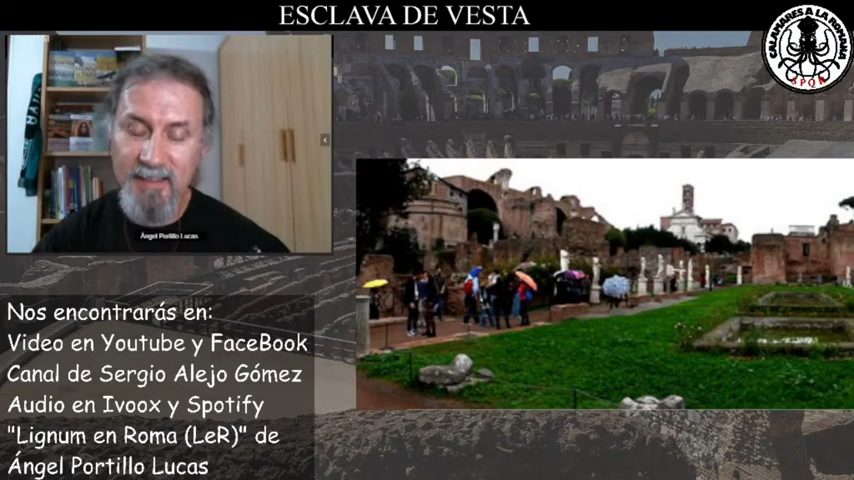 ESCLAVA DE VESTA
CALAMARES A LA ROMANA
SPQR
Ángel Portillo Lucas
Nos encontrarás en:
Video en Youtube y FaceBook
Canal de Sergio Alejo Gómez
Audio en Ivoox y Spotify
"Lignum en Roma (LeR)" de
Ángel Portillo Lucas